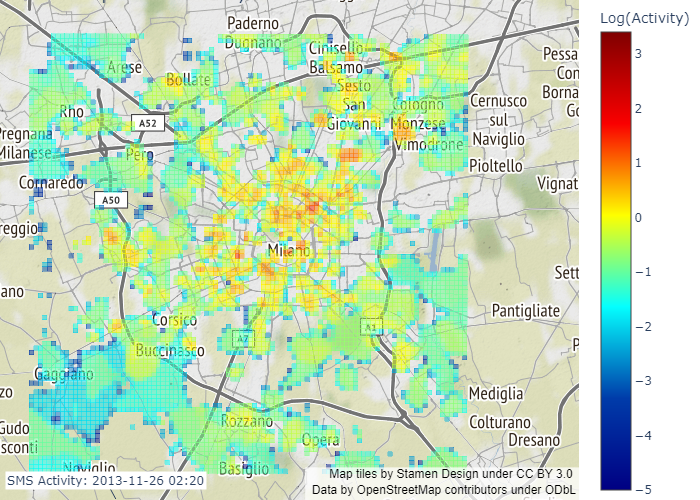 Log(Activity)
3
2
1
0
−1
−2
−3
−4
−5
Paderno
Dugnano
Cinisello
Balsamo
Arese
Bollate
Sesto
San
Giovanni
Cologno
Monzese
Cernusco
sul
Naviglio
Pessa
Con
Borna
Go
Rho
A52
Vimodrone
Pioltello
Pregnana
Milanese
Pero
Cornaredo
Vignat
A50
reggio
Milano
Sett
ano
Pantigliate
Corsico
A7
A1
P
Buccinasco
Gaggiano
zo
Mediglia
Colturano
Dresano
Rozzano
Opera
Gudo
sconti
Basiglio
Noviglio
SMS Activity: 2013-11-26 02:20
Map tiles by Stamen Design under CC BY 3.0
Data by OpenStreetMap contributors under ODbL